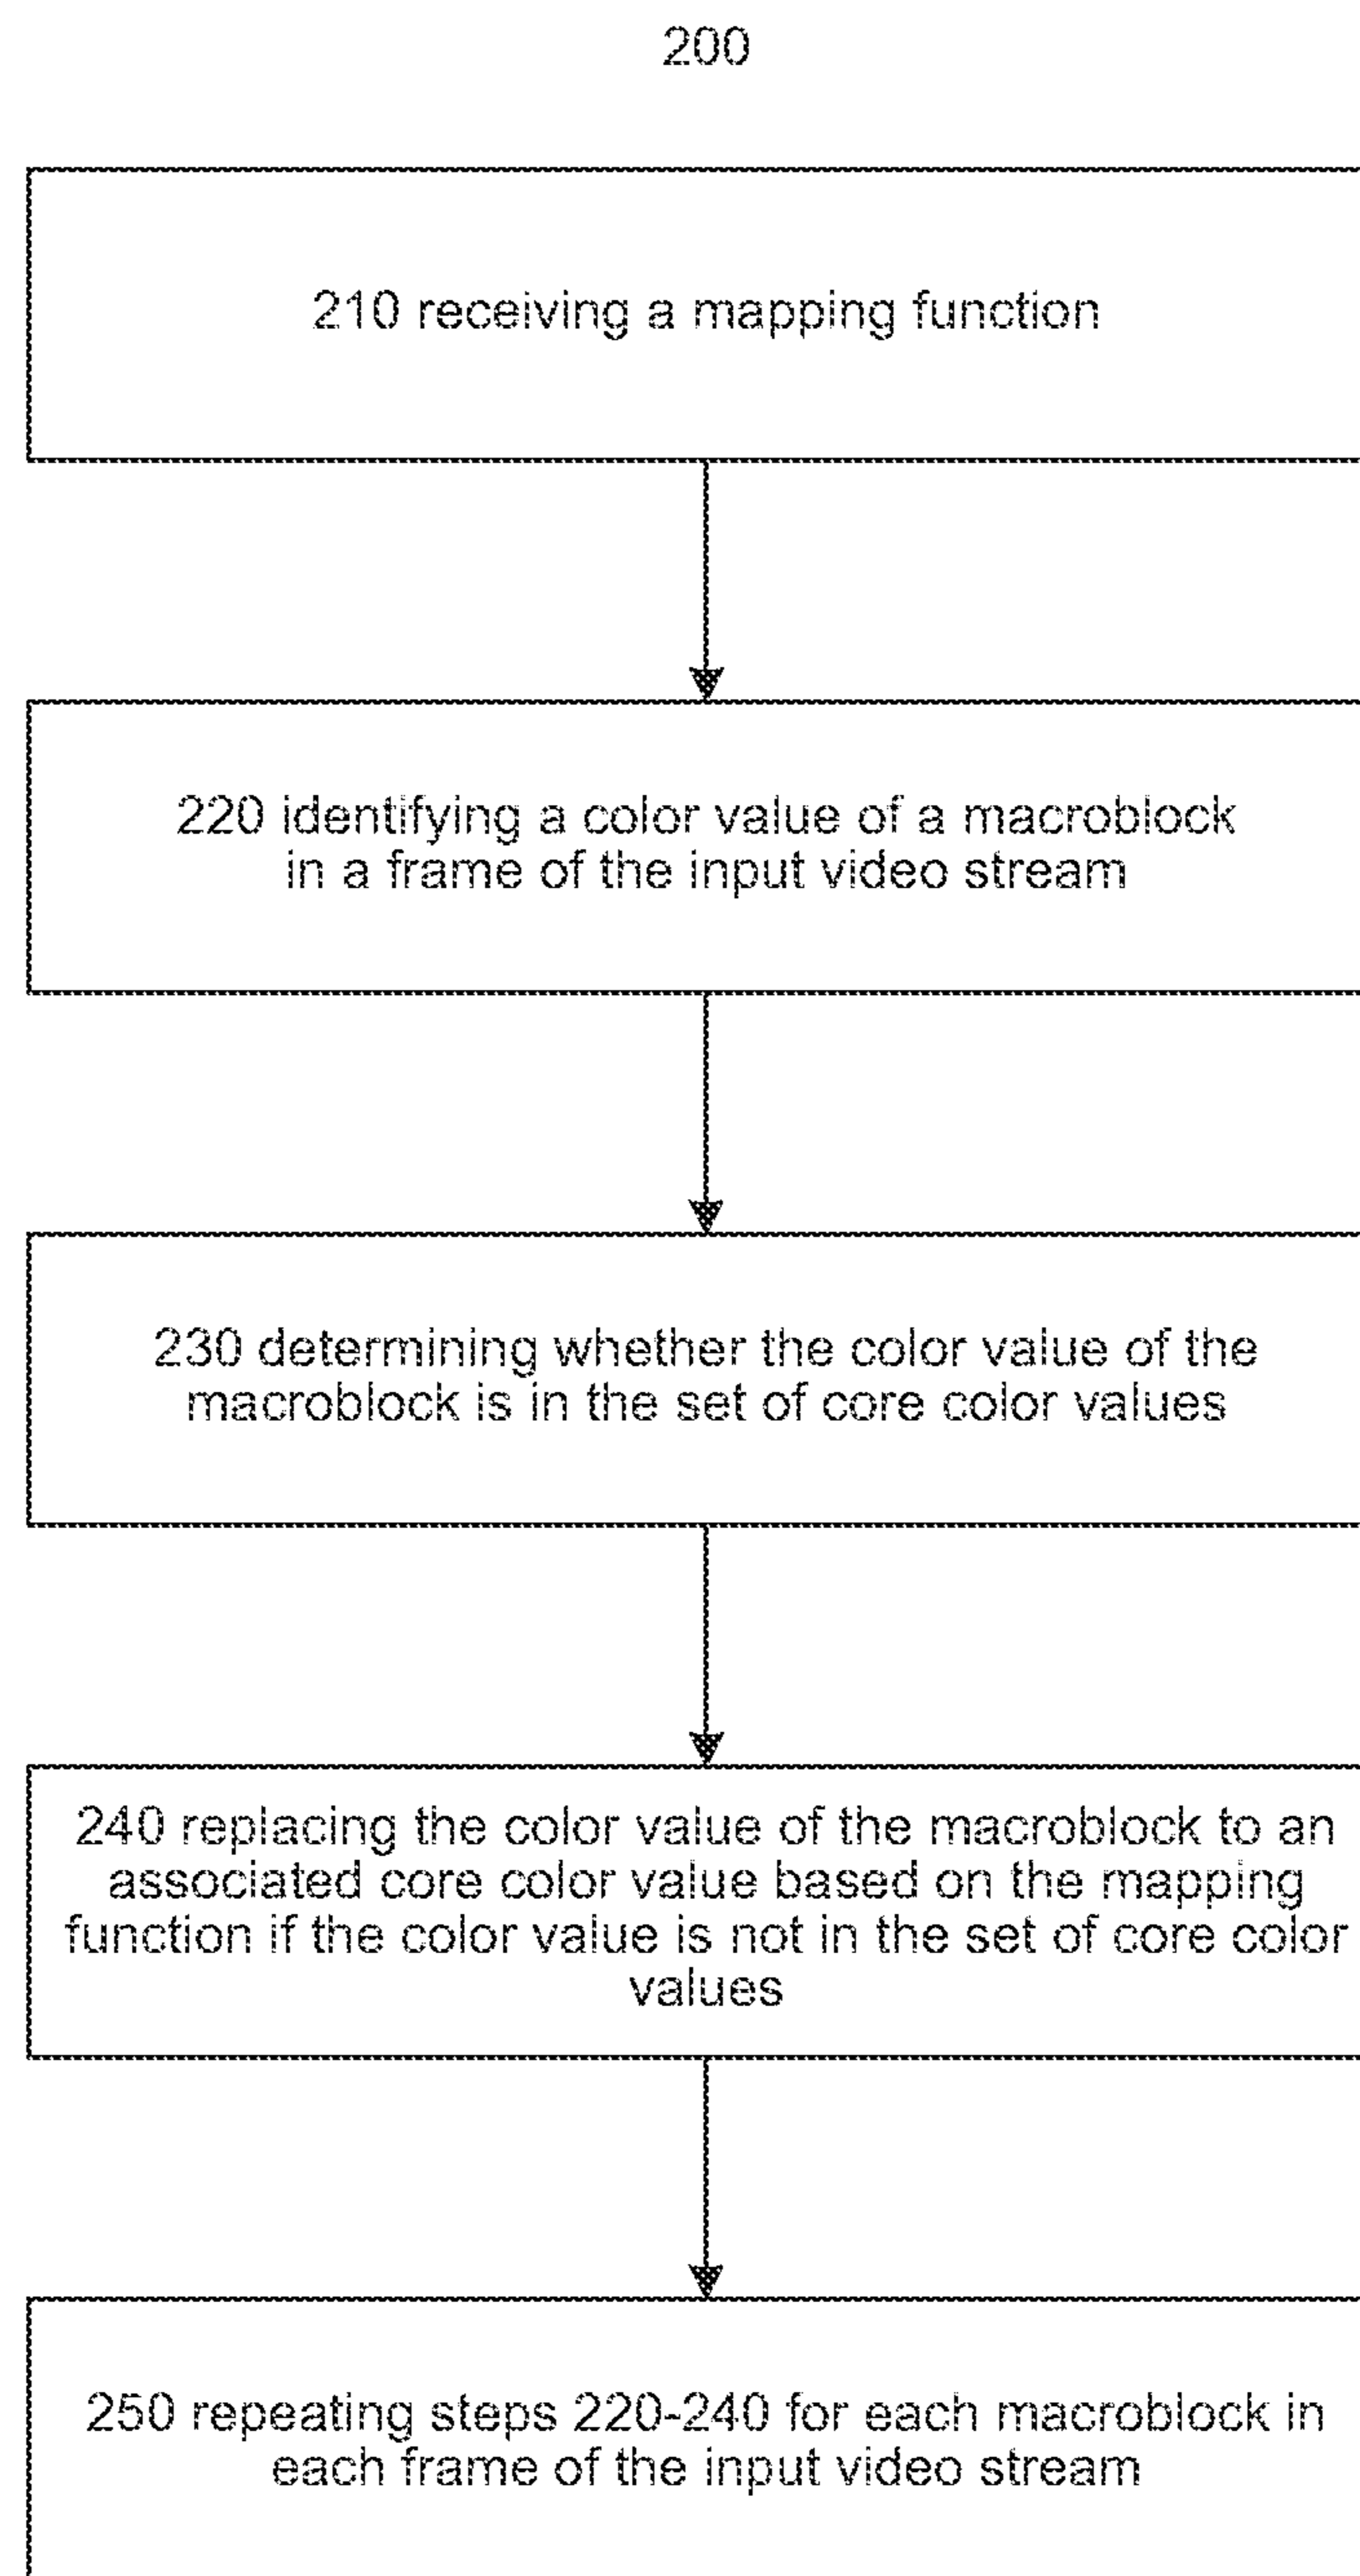 200
210 receiving a mapping function
220 identifying a color value of a macroblock
in a frame of the input video stream
230 determining whether the color value of the
macroblock is in the set of core color values
240 replacing the color value of the macroblock to an
associated core color value based on the mapping
function if the color value is not in the set of core color
values
250 repeating steps 220-240 for each macroblock in
each frame of the input video stream